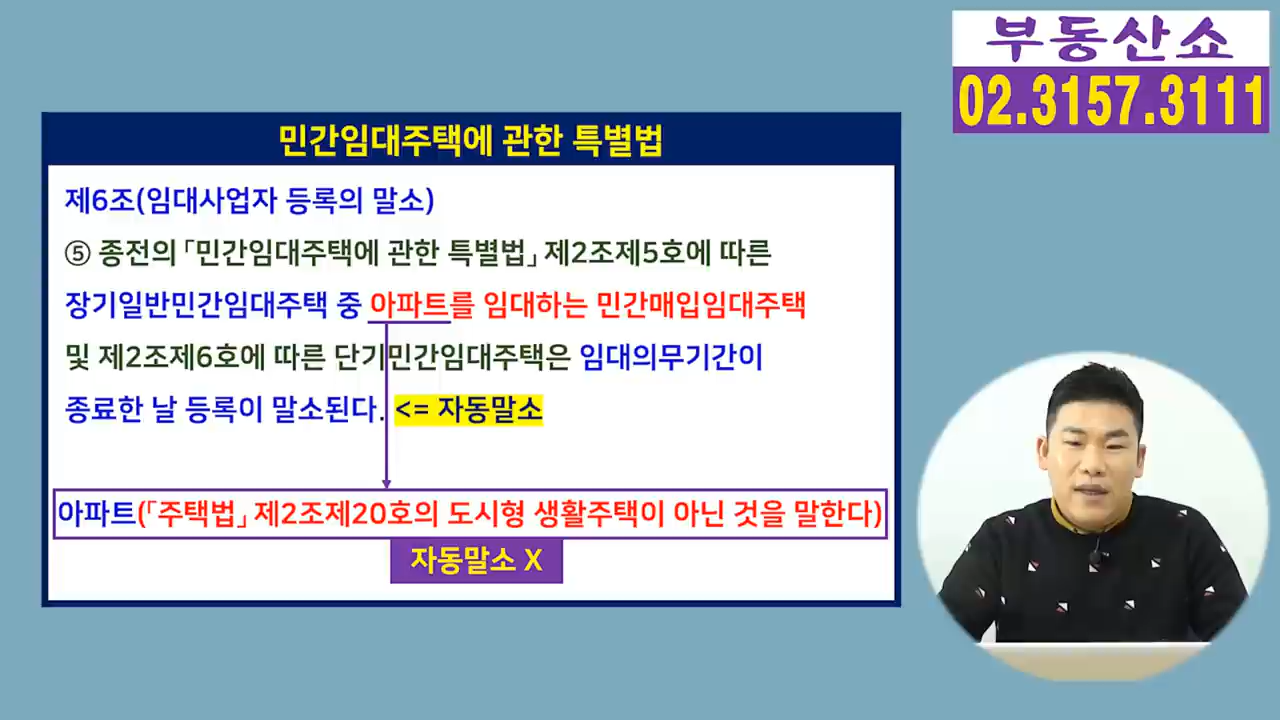 부동산쇼
02.3157.3111
민간임대주택에 관한 특별법
제6조(임대사업자 등록의 말소)
⑤ 종전의 「민간임대주택에 관한 특별법」 제2조제5호에 따른
장기일반민간임대주택 중 아파트를 임대하는 민간매입임대주택
및 제2조제6호에 따른 단기민간임대주택은 임대의무기간이
종료한 날 등록이 말소된다. <= 자동말소
아파트(「주택법」 제2조제20호의 도시형 생활주택이 아닌 것을 말한다)
자동말소 X